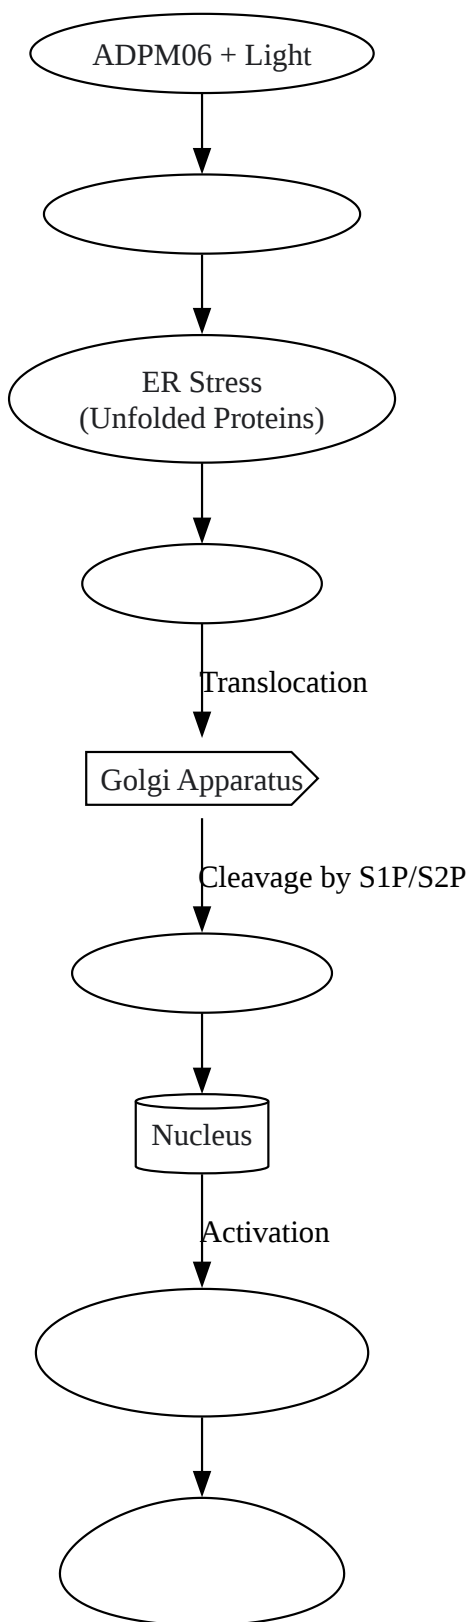 ADPM06 + Light
ER Stress
(Unfolded Proteins)
Translocation
Golgi Apparatus
Cleavage by S1P/S2P
Nucleus
Activation